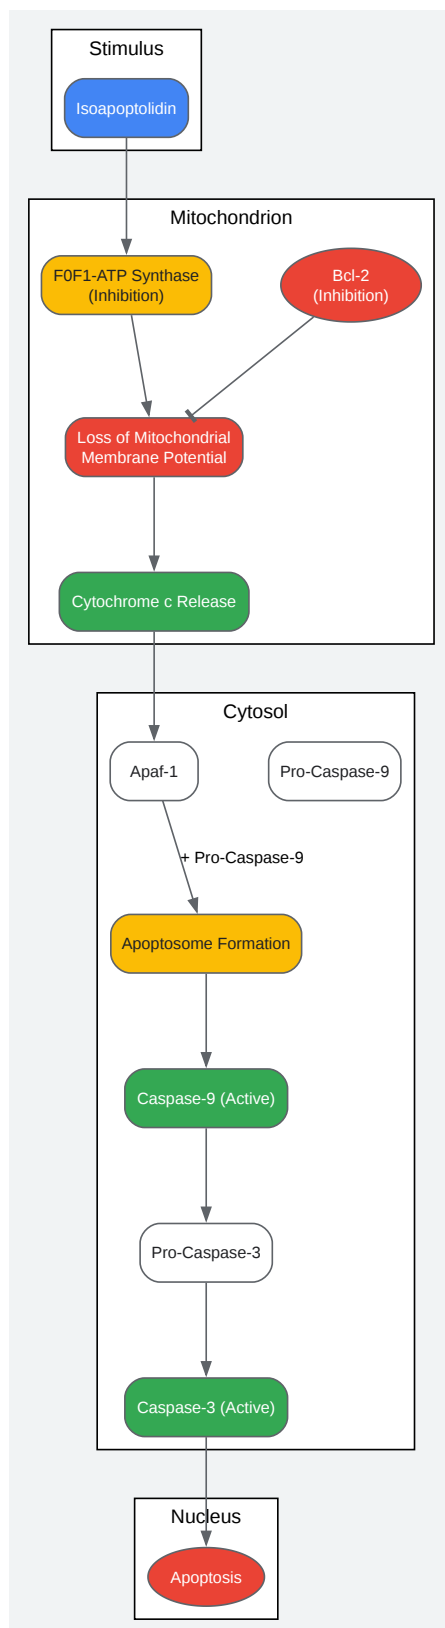 Stimulus
Isoapoptolidin
Mitochondrion
F0F1-ATP Synthase
(Inhibition)
Bcl-2
(Inhibition)
Loss of Mitochondrial
Membrane Potential
Cytochrome c Release
Cytosol
Apaf-1
Pro-Caspase-9
+ Pro-Caspase-9
Apoptosome Formation
Caspase-9 (Active)
Pro-Caspase-3
Caspase-3 (Active)
Nucleus
Apoptosis